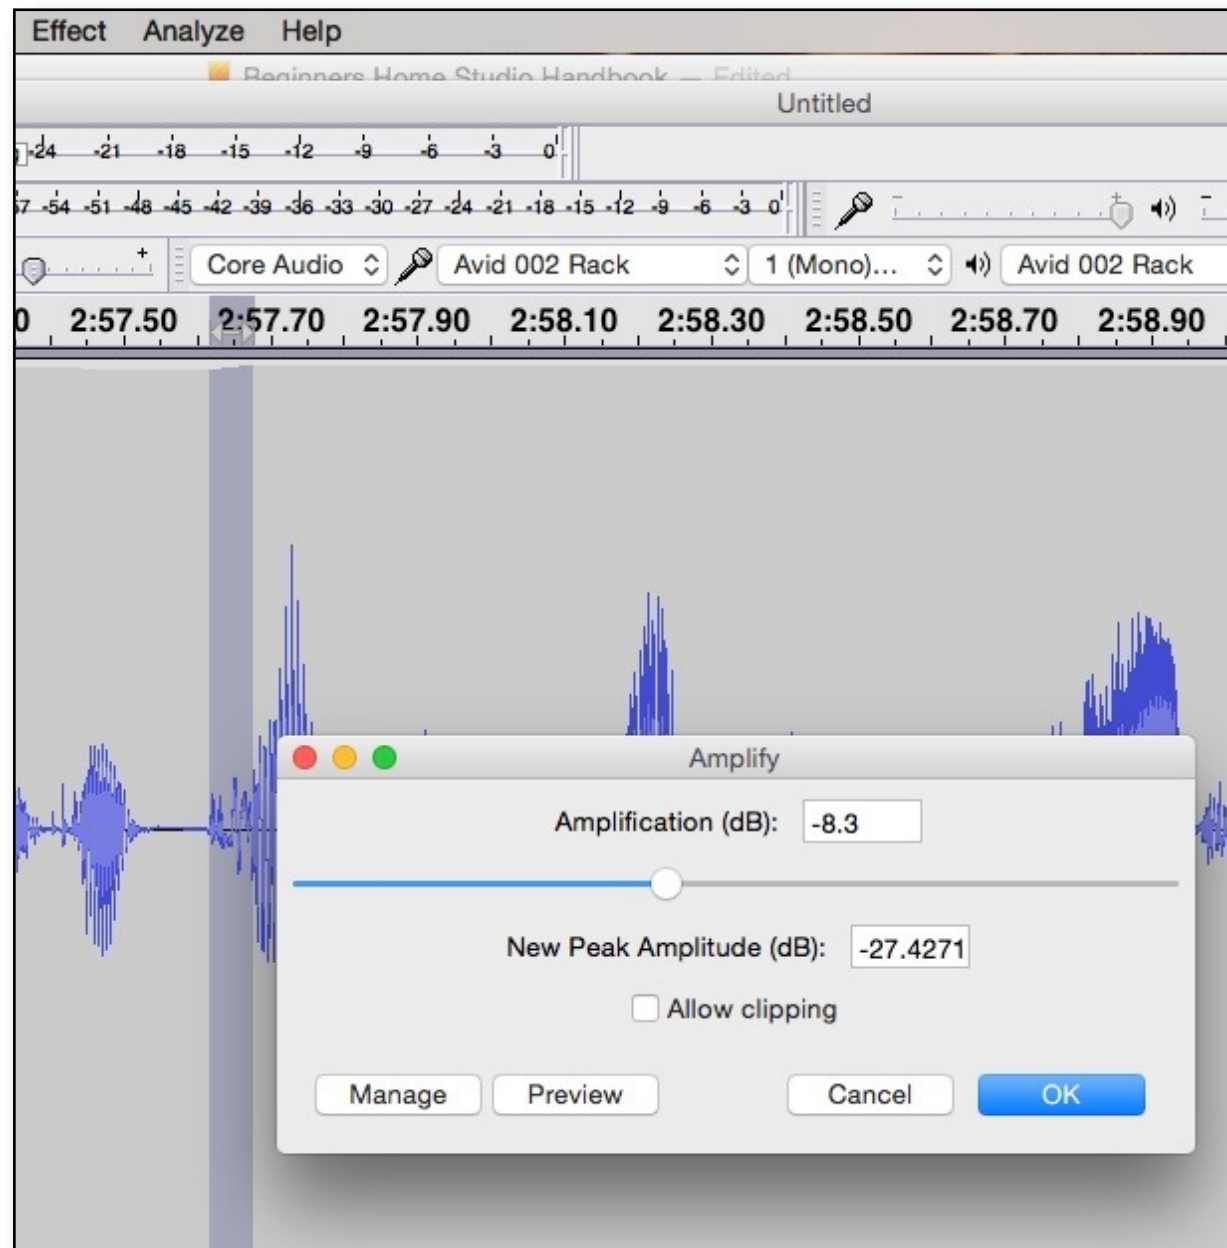 Effect Analyze Help
Beginners Home Studio Handbook — Edited
Untitled
-24 -21 -18 -15 -12 -9 -6 -3 0
57 -54 -51 -48 -45 -42 -39 -36 -33 -30 -27 -24 -21 -18 -15 -12 -9 -6 -3 0
Core Audio Avid 002 Rack 1 (Mono)... Avid 002 Rack
0 2:57.50 2:57.70 2:57.90 2:58.10 2:58.30 2:58.50 2:58.70 2:58.90
Amplify
Amplification (dB): -8.3
New Peak Amplitude (dB): -27.4271
Allow clipping
Manage Preview Cancel OK